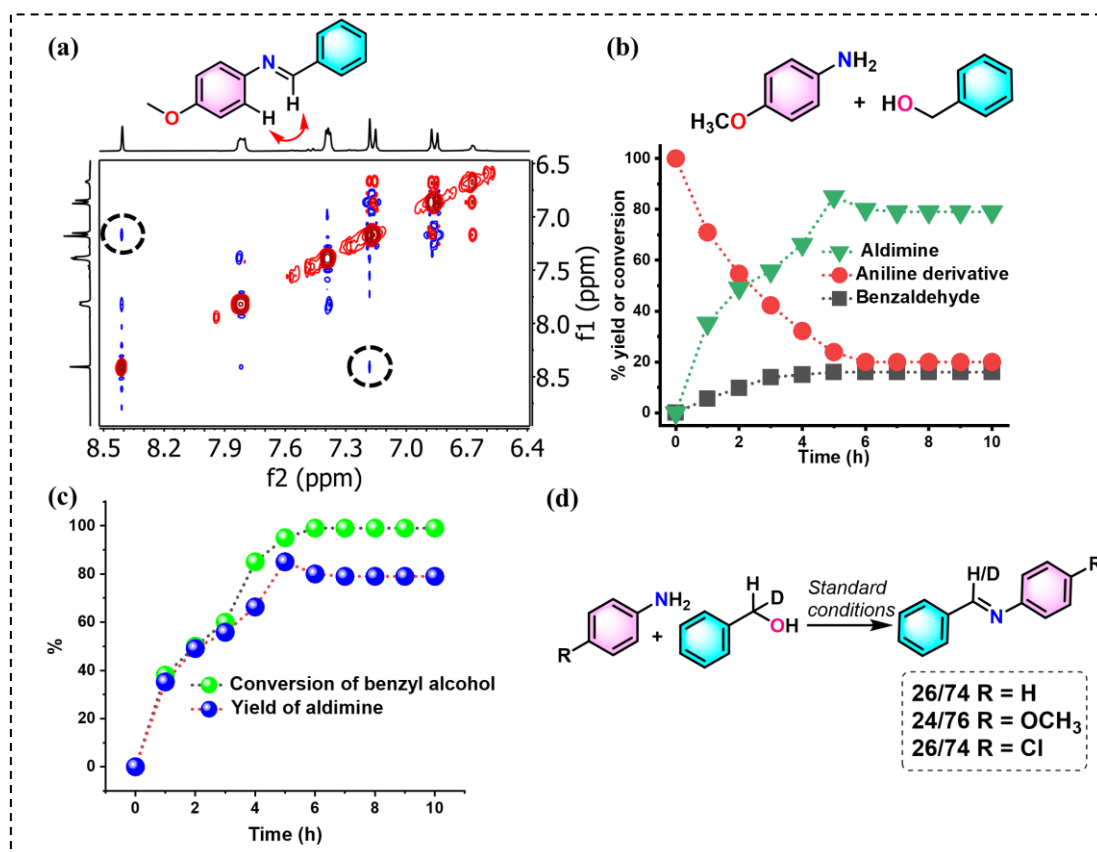 (a)
N
H
H
O
6.5
7.0
7.5
8.0
8.5
f1 (ppm)
8.5 8.2 7.9 7.6 7.3 7.0 6.7 6.4
f2 (ppm)
(b)
NH2
H3CO
+
HO
100
80
60
40
20
0
% yield or conversion
Aldimine
Aniline derivative
Benzaldehyde
0 2 4 6 8 10
Time (h)
(c)
100
80
60
40
20
0
%
Conversion of benzyl alcohol
Yield of aldimine
0 2 4 6 8 10
Time (h)
(d)
R
NH2
+
H
D
OH
Standard
conditions
H/D
N
R
26/74 R = H
24/76 R = OCH3
26/74 R = Cl